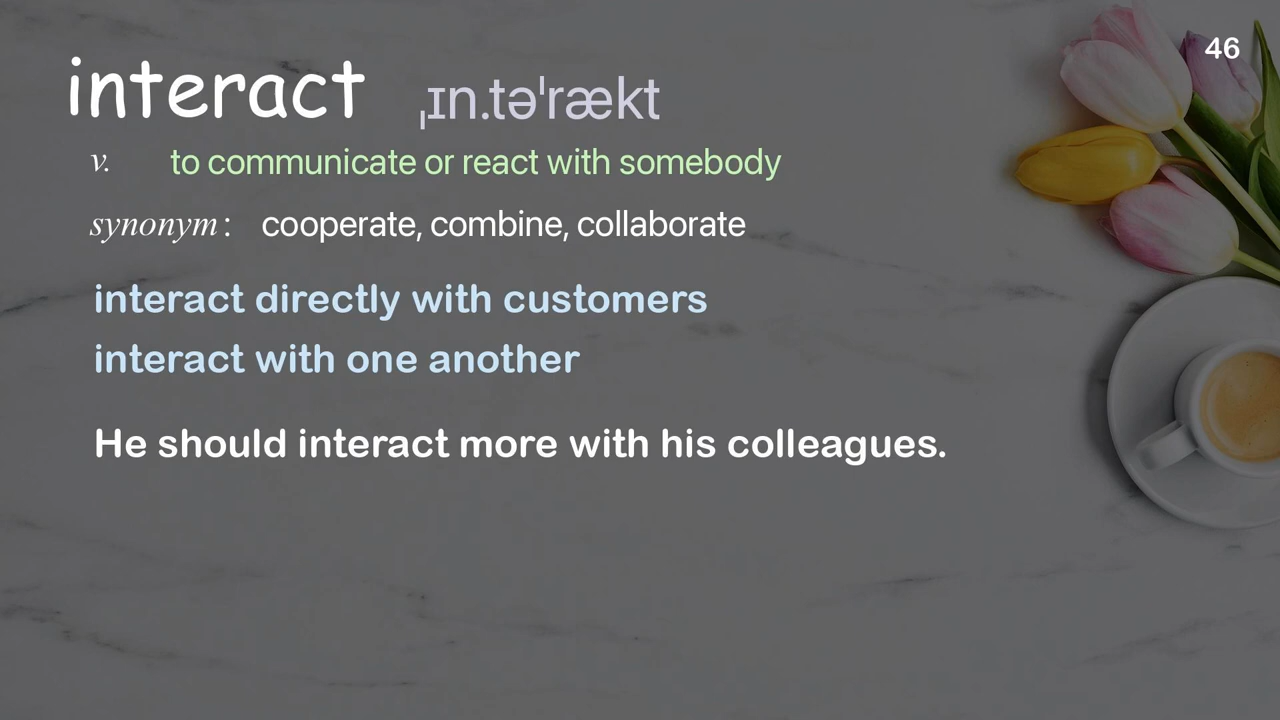 46
interact ˌɪn.təˈrækt
v. to communicate or react with somebody
synonym: cooperate, combine, collaborate
interact directly with customers
interact with one another
He should interact more with his colleagues.